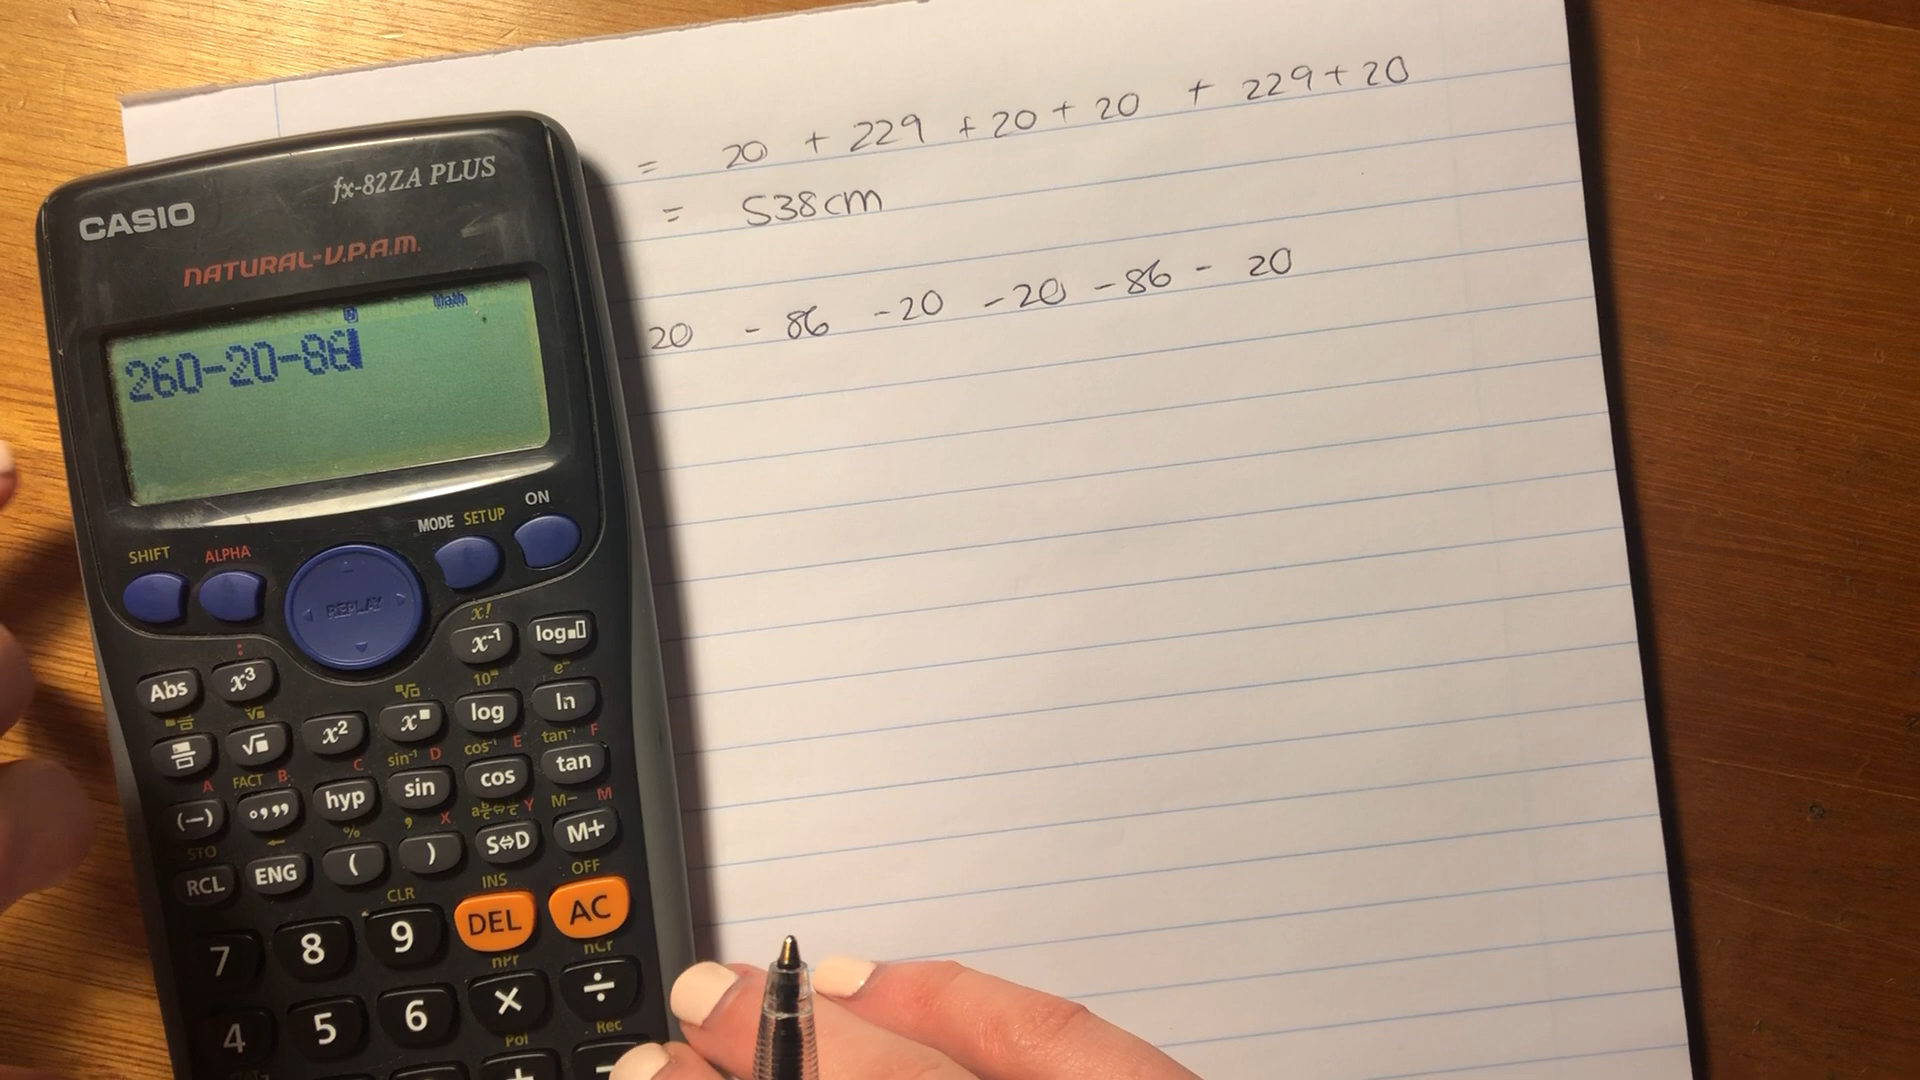 = 20 + 229 + 20 + 20 + 229 + 20
= 538cm
20 - 86 - 20 - 20 - 86 - 20
fx-82ZA PLUS
CASIO
NATURAL-V.P.A.M.
Math
260-20-86
ON
MODE SETUP
SHIFT ALPHA
REPLAY
x!
x⁻¹ log
:
Abs x³
10 e
log ln
x² x
√
sin⁻¹ D cos⁻¹ E tan⁻¹ F
A FACT B C
(−) °,,, hyp sin cos tan
% , X Y M− M
STO ←
RCL ENG ( ) S⇔D M+
CLR INS OFF
7 8 9 DEL AC
nPr nCr
4 5 6 × ÷
Pol Rec
+ −